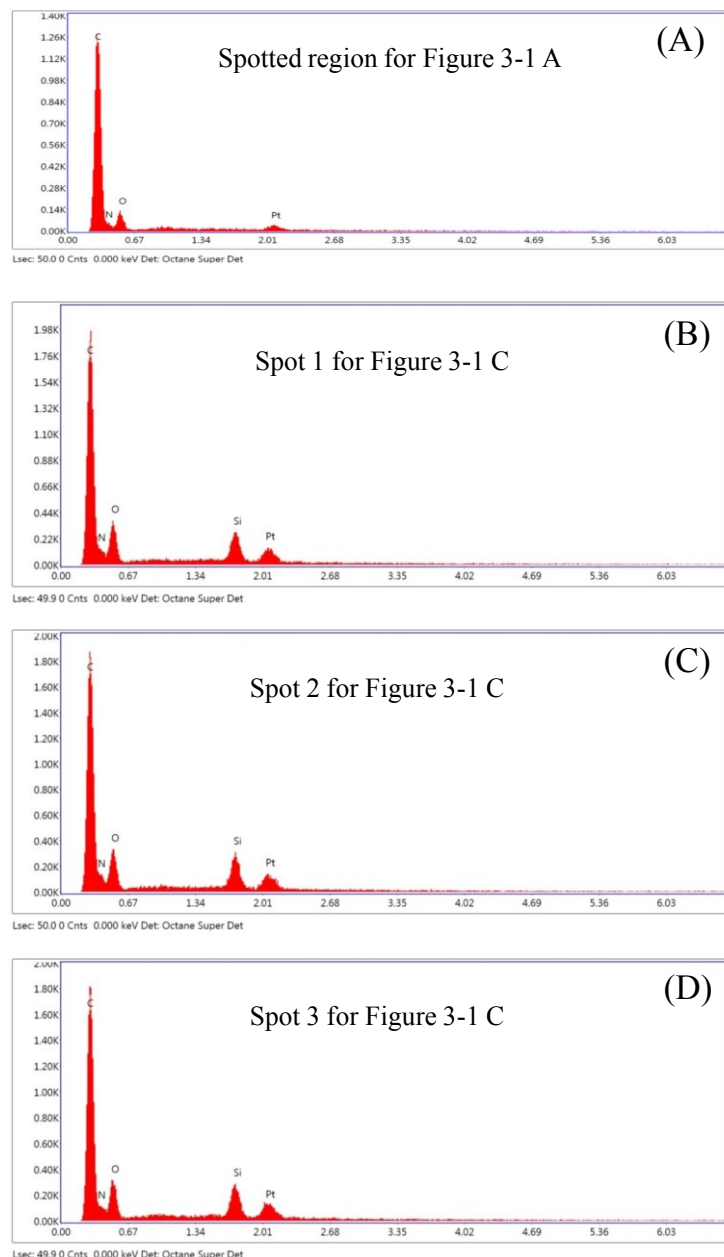 1.40K
(A)
1.26K
C
Spotted region for Figure 3-1 A
1.12K
0.98K
0.84K
0.70K
0.56K
0.42K
0.28K
O
N
Pt
0.14K
0.00K
0.00 0.67 1.34 2.01 2.68 3.35 4.02 4.69 5.36 6.03
Lsec: 50.0 0 Cnts 0.000 keV Det: Octane Super Det
(B)
1.98K
C
1.76K
Spot 1 for Figure 3-1 C
1.54K
1.32K
1.10K
0.88K
0.66K
O
0.44K
Si
N
Pt
0.22K
0.00K
0.00 0.67 1.34 2.01 2.68 3.35 4.02 4.69 5.36 6.03
Lsec: 49.9 0 Cnts 0.000 keV Det: Octane Super Det
2.00K
(C)
1.80K
C
Spot 2 for Figure 3-1 C
1.60K
1.40K
1.20K
1.00K
0.80K
0.60K
0.40K
O
Si
N
Pt
0.20K
0.00K
0.00 0.67 1.34 2.01 2.68 3.35 4.02 4.69 5.36 6.03
Lsec: 50.0 0 Cnts 0.000 keV Det: Octane Super Det
2.00K
(D)
1.80K
C
Spot 3 for Figure 3-1 C
1.60K
1.40K
1.20K
1.00K
0.80K
0.60K
0.40K
O
Si
N
Pt
0.20K
0.00K
0.00 0.67 1.34 2.01 2.68 3.35 4.02 4.69 5.36 6.03
Lsec: 49.9 0 Cnts 0.000 keV Det: Octane Super Det